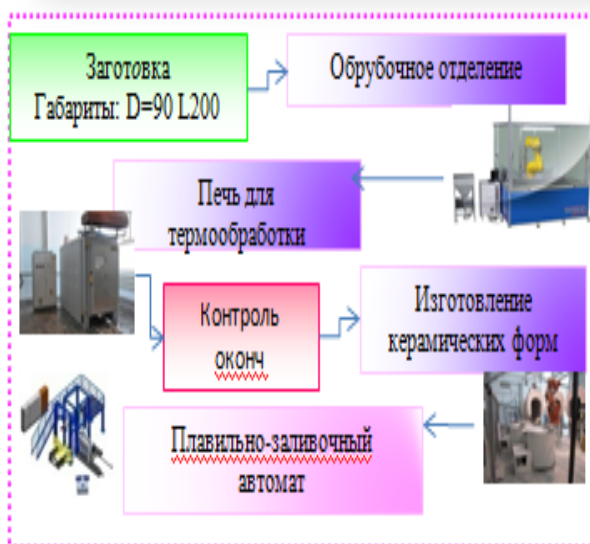 Заготовка
Габариты: D=90 L200
Обрубочное отделение
Печь для
термообработки
Контроль
оконч
Изготовление
керамических форм
Плавильно-заливочный
автомат